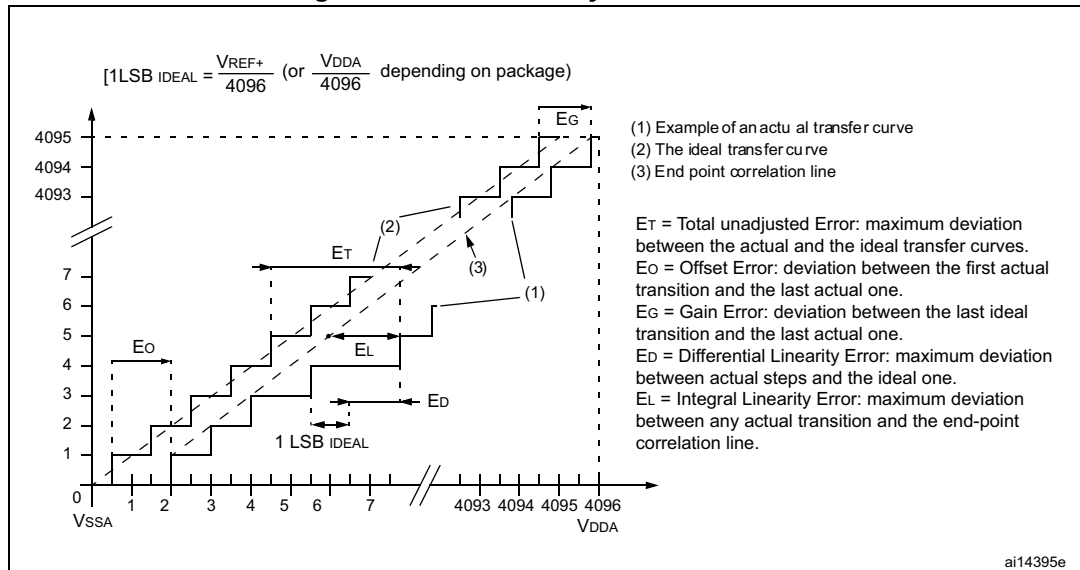 [1LSB IDEAL = VREF+ / 4096 (or VDDA / 4096 depending on package)
EG
4095
4094
4093
(1) Example of an actu al transfer curve
(2) The ideal transfer cu rve
(3) End point correlation line
(2)
ET
(3)
(1)
7
6
5
4
3
2
1
0
EO
EL
ED
1 LSB IDEAL
ET = Total unadjusted Error: maximum deviation
between the actual and the ideal transfer curves.
EO = Offset Error: deviation between the first actual
transition and the last actual one.
EG = Gain Error: deviation between the last ideal
transition and the last actual one.
ED = Differential Linearity Error: maximum deviation
between actual steps and the ideal one.
EL = Integral Linearity Error: maximum deviation
between any actual transition and the end-point
correlation line.
1 2 3 4 5 6 7 4093 4094 4095 4096
VSSA VDDA
ai14395e